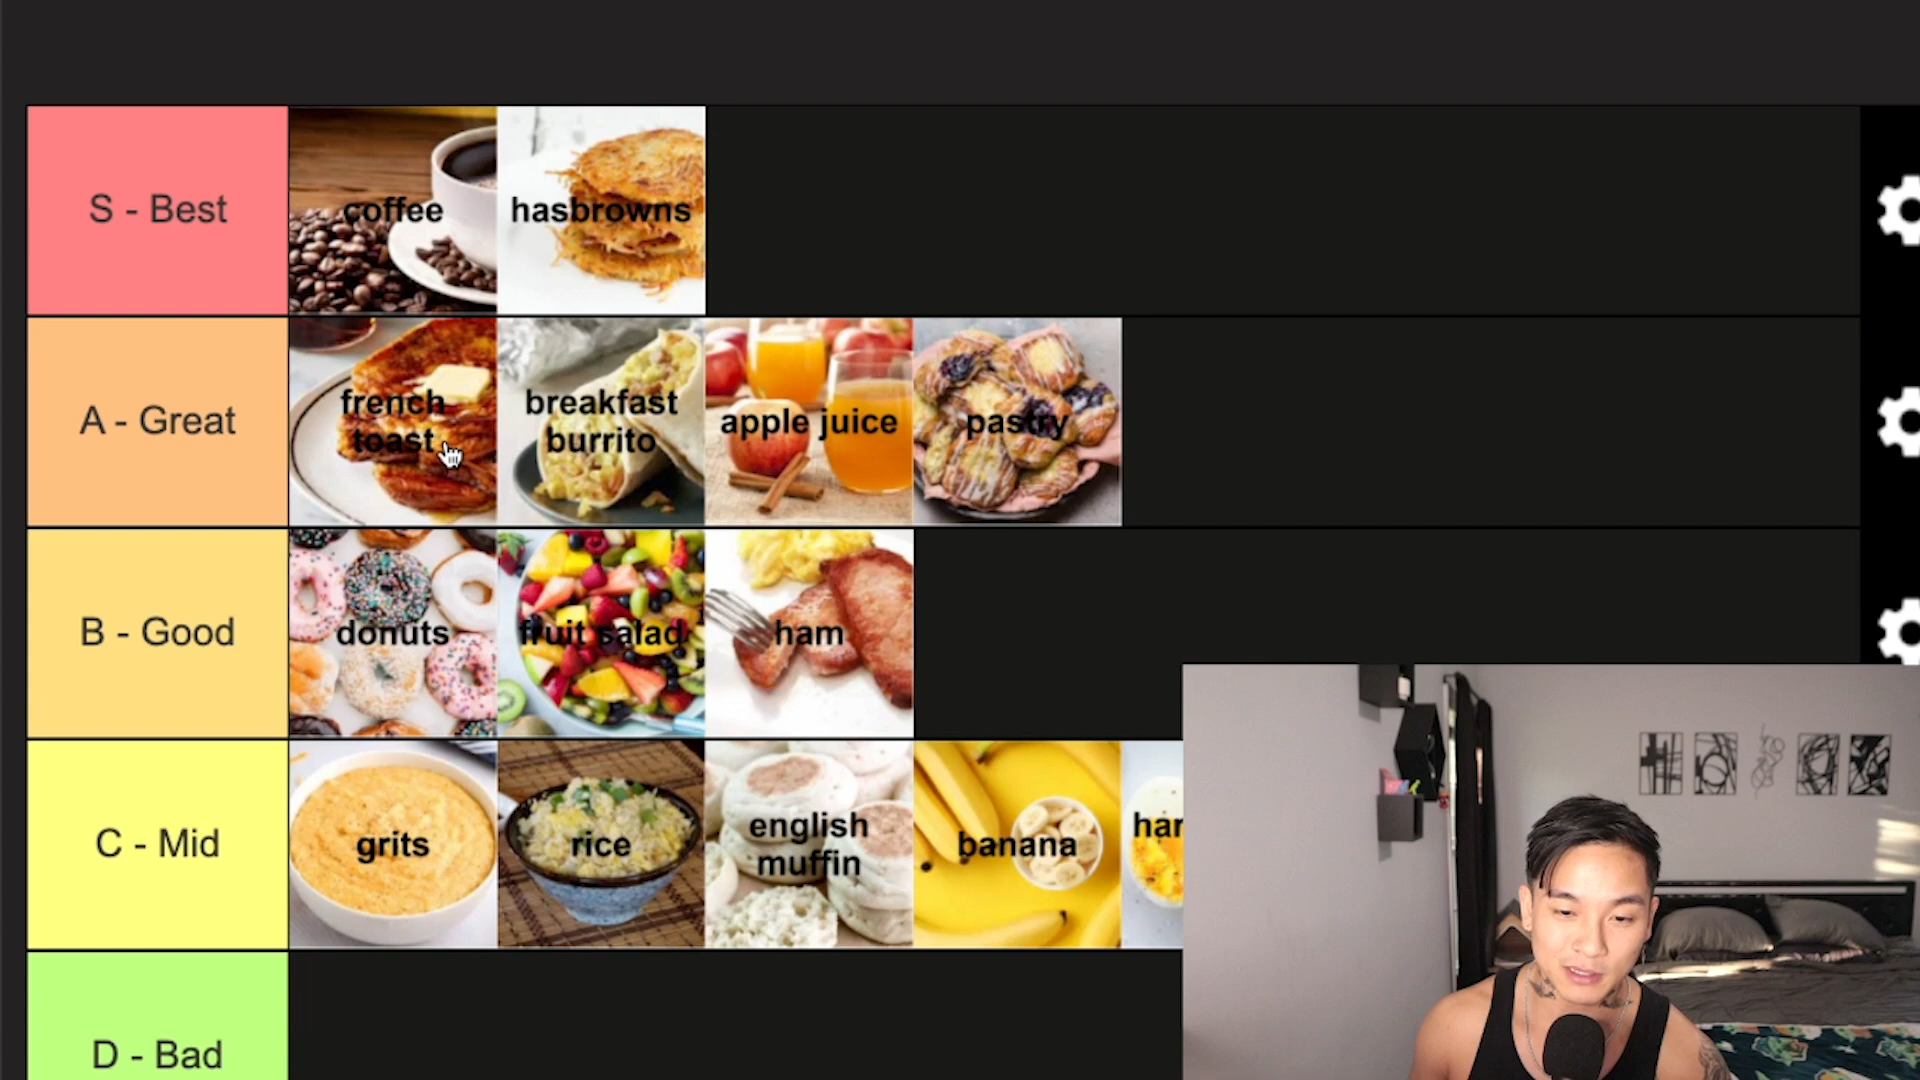 S - Best
coffee
hasbrowns
A - Great
french
toast
breakfast
burrito
apple juice
pastry
B - Good
donuts
fruit salad
ham
C - Mid
grits
rice
english
muffin
banana
har
D - Bad